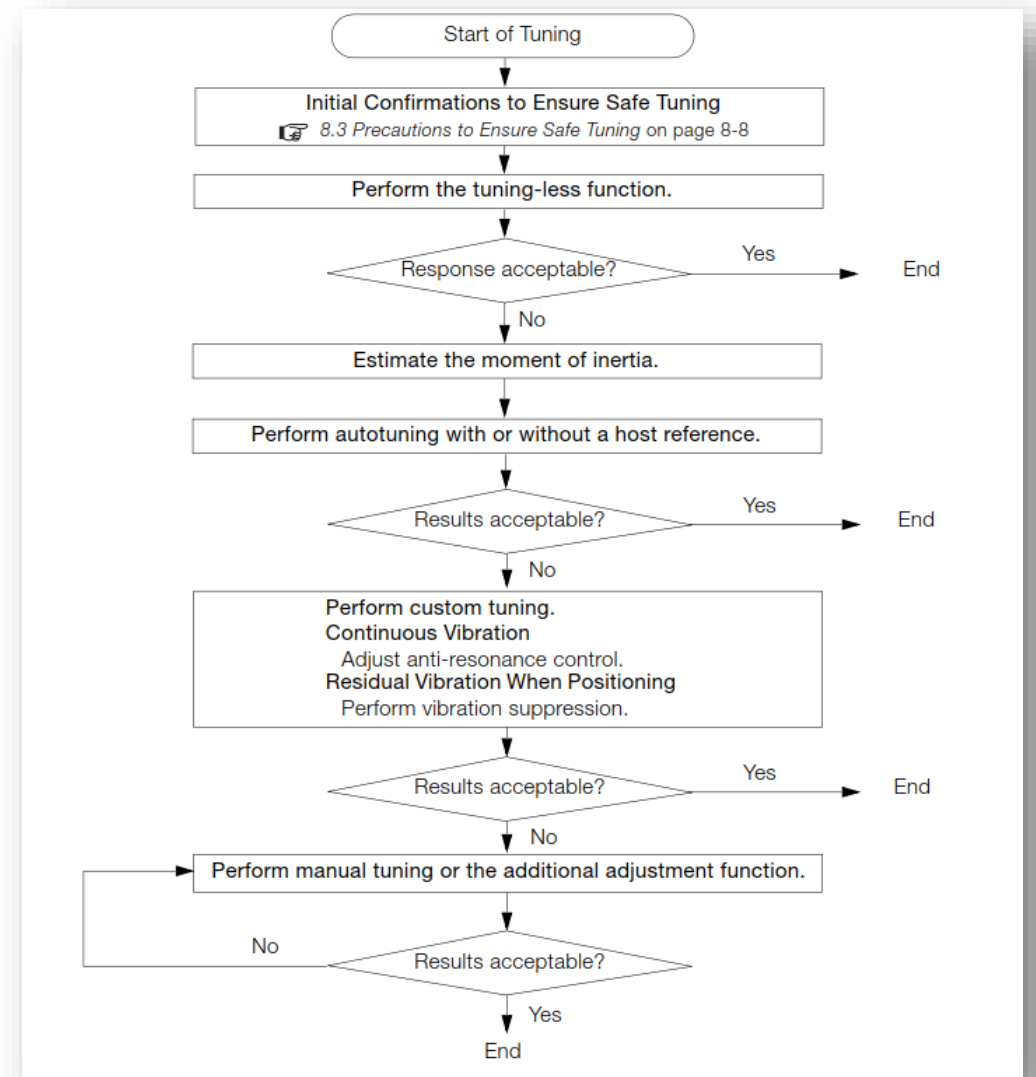 Start of Tuning
Initial Confirmations to Ensure Safe Tuning
8.3 Precautions to Ensure Safe Tuning on page 8-8
Perform the tuning-less function.
Response acceptable?
Yes
End
No
Estimate the moment of inertia.
Perform autotuning with or without a host reference.
Results acceptable?
Yes
End
No
Perform custom tuning.
Continuous Vibration
Adjust anti-resonance control.
Residual Vibration When Positioning
Perform vibration suppression.
Results acceptable?
Yes
End
No
Perform manual tuning or the additional adjustment function.
No
Results acceptable?
Yes
End